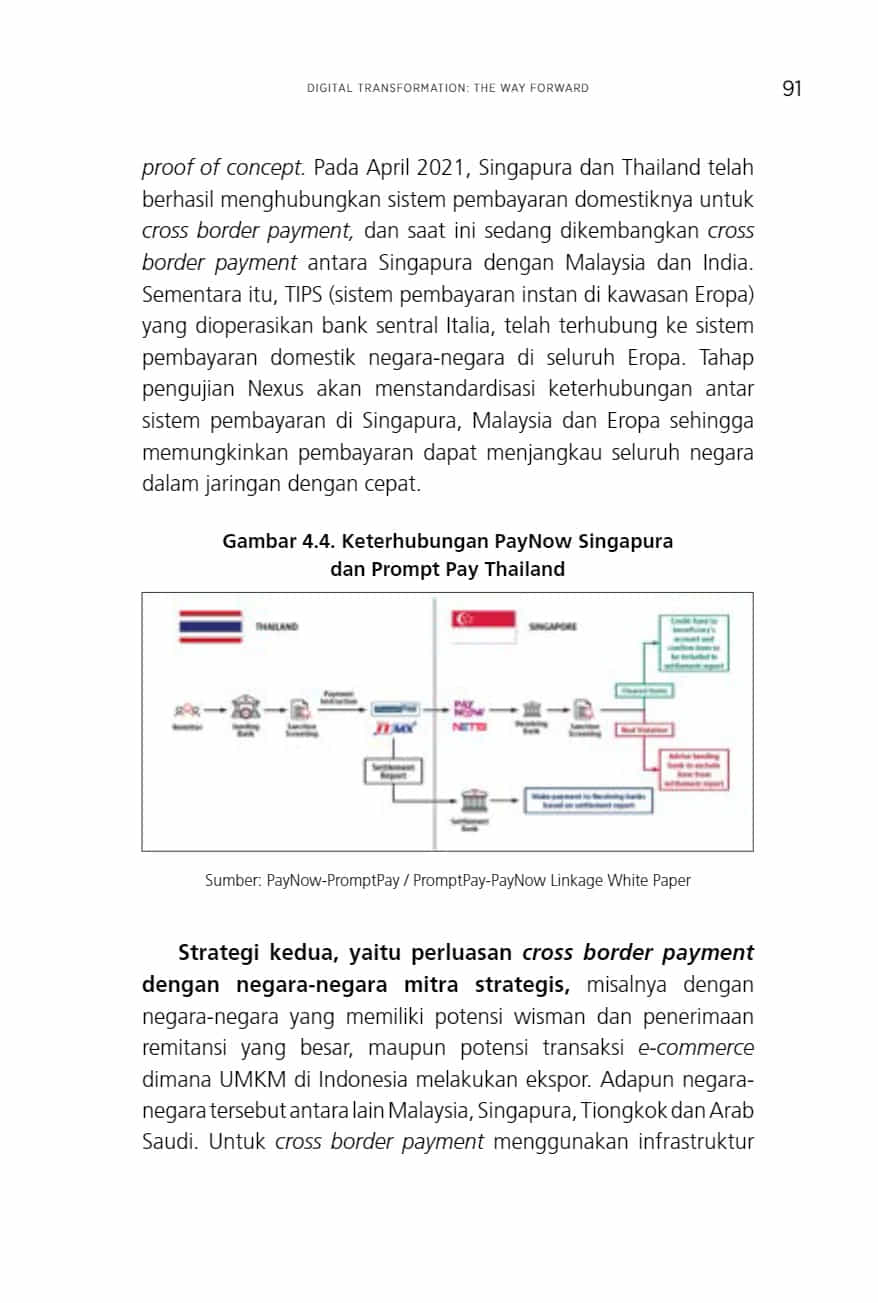 DIGITAL TRANSFORMATION: THE WAY FORWARD
91
proof of concept. Pada April 2021, Singapura dan Thailand telah
berhasil menghubungkan sistem pembayaran domestiknya untuk
cross border payment, dan saat ini sedang dikembangkan cross
border payment antara Singapura dengan Malaysia dan India.
Sementara itu, TIPS (sistem pembayaran instan di kawasan Eropa)
yang dioperasikan bank sentral Italia, telah terhubung ke sistem
pembayaran domestik negara-negara di seluruh Eropa. Tahap
pengujian Nexus akan menstandardisasi keterhubungan antar
sistem pembayaran di Singapura, Malaysia dan Eropa sehingga
memungkinkan pembayaran dapat menjangkau seluruh negara
dalam jaringan dengan cepat.
Gambar 4.4. Keterhubungan PayNow Singapura
dan Prompt Pay Thailand
THAILAND
SINGAPORE
Credit fund to
beneficiary's
account and
confirm item to
be included in
settlement report
Payment
Instruction
Sending
Bank
Sanction
Screening
ITMX
PAY
NOW
NETS
Receiving
Bank
Sanction
Screening
Settlement
Report
Advise sending
bank to exclude
item from
settlement report
Settlement
Bank
Make payment to Receiving banks
based on settlement report
Sumber: PayNow-PromptPay / PromptPay-PayNow Linkage White Paper
Strategi kedua, yaitu perluasan cross border payment
dengan negara-negara mitra strategis, misalnya dengan
negara-negara yang memiliki potensi wisman dan penerimaan
remitansi yang besar, maupun potensi transaksi e-commerce
dimana UMKM di Indonesia melakukan ekspor. Adapun negara-
negara tersebut antara lain Malaysia, Singapura, Tiongkok dan Arab
Saudi. Untuk cross border payment menggunakan infrastruktur